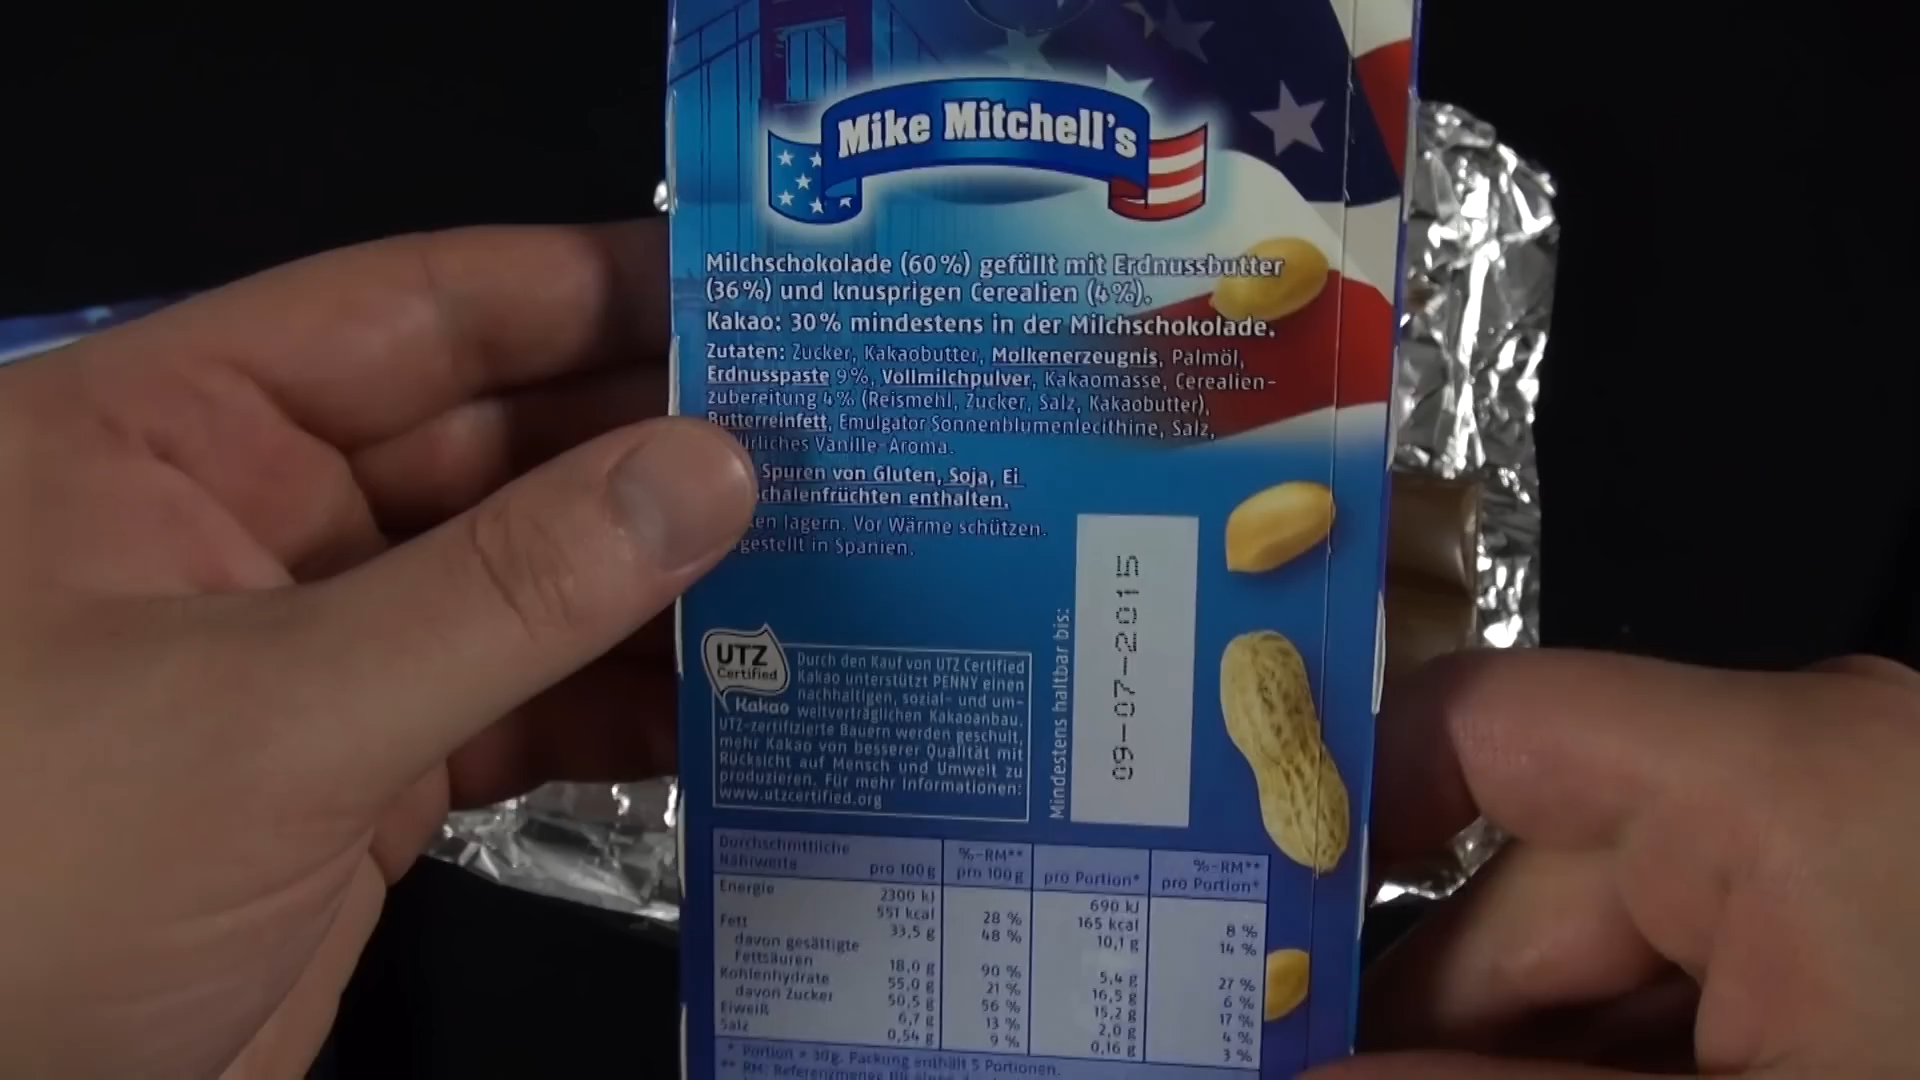 Mike Mitchell's
Milchschokolade (60%) gefüllt mit Erdnussbutter
(36%) und knusprigen Cerealien (4%).
Kakao: 30% mindestens in der Milchschokolade.
Zutaten: Zucker, Kakaobutter, Molkenerzeugnis, Palmöl,
Erdnusspaste 9%, Vollmilchpulver, Kakaomasse, Cerealien-
zubereitung 4% (Reismehl, Zucker, Salz, Kakaobutter),
Butterreinfett, Emulgator Sonnenblumenlecithine, Salz,
ürliches Vanille-Aroma.
Spuren von Gluten, Soja, Ei
chalenfrüchten enthalten.
en lagern. Vor Wärme schützen.
gestellt in Spanien.
UTZ
Certified
Kakao
Durch den Kauf von UTZ Certified
Kakao unterstützt PENNY einen
nachhaltigen, sozial- und um-
weltverträglichen Kakaoanbau.
UTZ-zertifizierte Bauern werden geschult,
mehr Kakao von besserer Qualität mit
Rücksicht auf Mensch und Umwelt zu
produzieren. Für mehr Informationen:
www.utzcertified.org
Mindestens haltbar bis:
09-07-2015
Durchschnittliche
Nährwerte pro 100 g %-RM** pro 100 g pro Portion* %-RM** pro Portion*
Energie 2300 kJ 690 kJ
551 kcal 28 % 165 kcal 8 %
Fett 33,5 g 48 % 10,1 g 14 %
davon gesättigte
Fettsäuren 18,0 g 90 % 5,4 g 27 %
Kohlenhydrate 55,0 g 21 % 16,5 g 6 %
davon Zucker 50,5 g 56 % 15,2 g 17 %
Eiweiß 6,7 g 13 % 2,0 g 4 %
Salz 0,54 g 9 % 0,16 g 3 %
* Portion = 30g. Packung enthält 5 Portionen.
** RM: Referenzmenge für einen